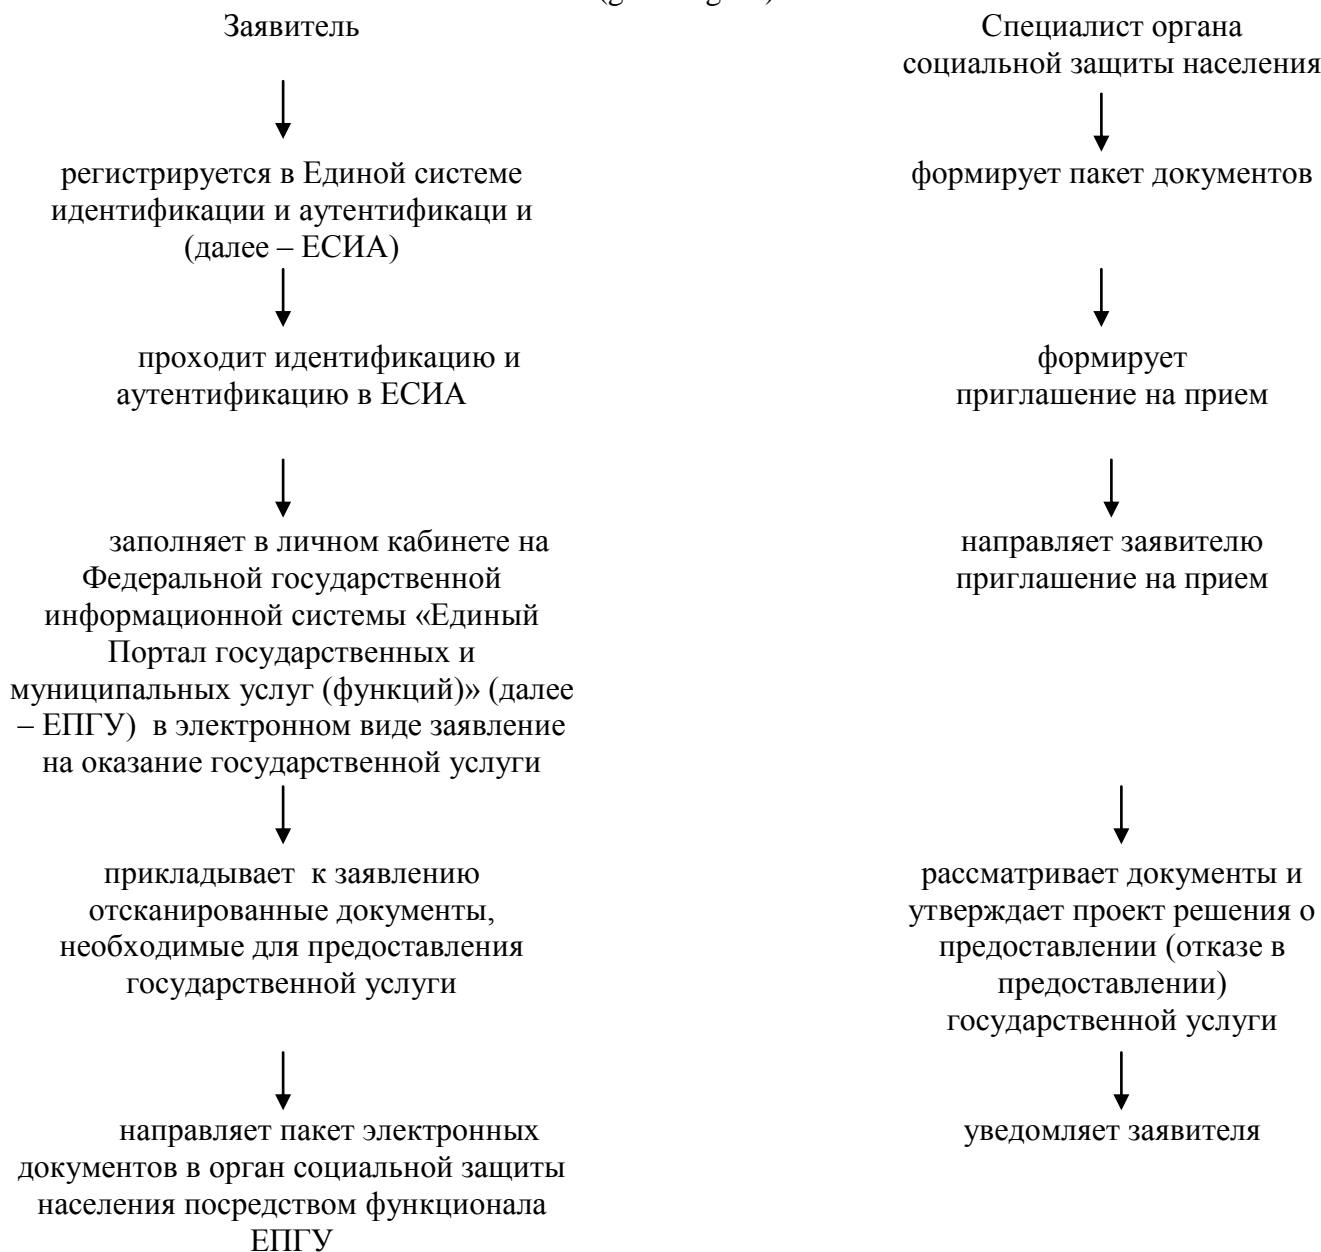 Заявитель
регистрируется в Единой системе
идентификации и аутентификаци и
(далее – ЕСИА)
проходит идентификацию и
аутентификацию в ЕСИА
заполняет в личном кабинете на
Федеральной государственной
информационной системы «Единый
Портал государственных и
муниципальных услуг (функций)» (далее
– ЕПГУ) в электронном виде заявление
на оказание государственной услуги
прикладывает к заявлению
отсканированные документы,
необходимые для предоставления
государственной услуги
направляет пакет электронных
документов в орган социальной защиты
населения посредством функционала
ЕПГУ
Специалист органа
социальной защиты населения
формирует пакет документов
формирует
приглашение на прием
направляет заявителю
приглашение на прием
рассматривает документы и
утверждает проект решения о
предоставлении (отказе в
предоставлении)
государственной услуги
уведомляет заявителя